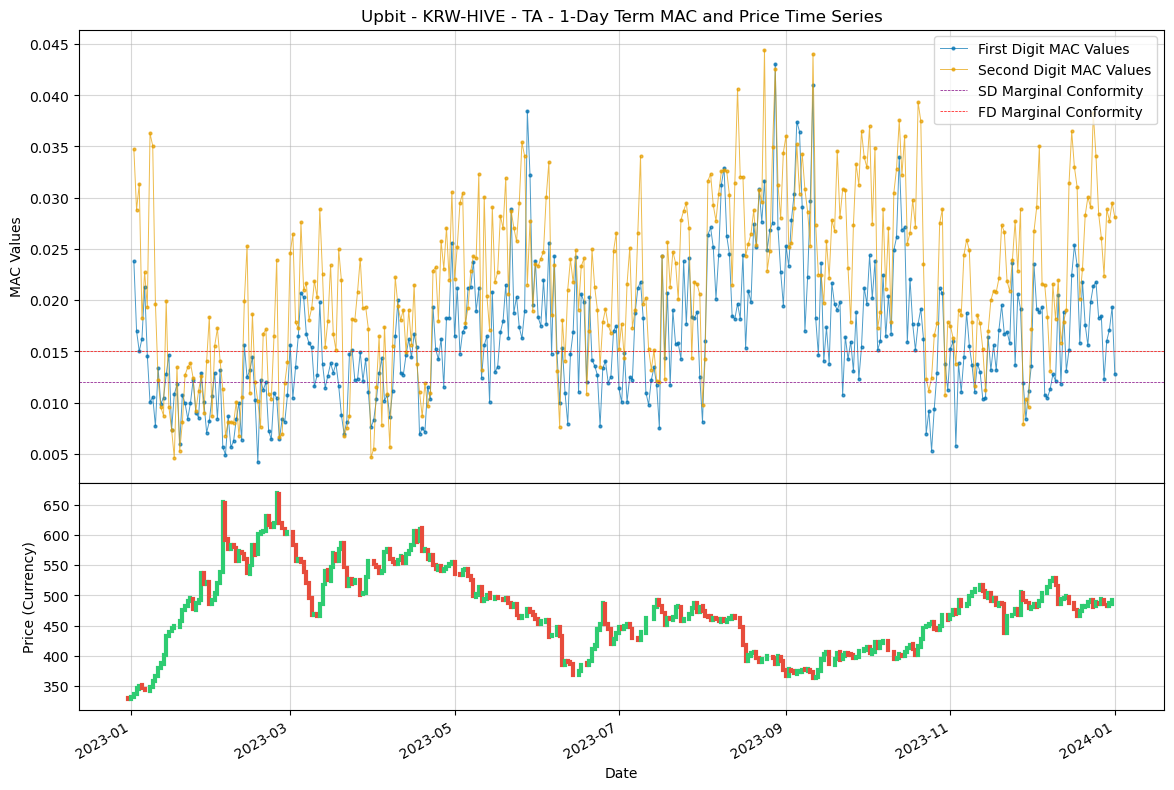 Upbit - KRW-HIVE - TA - 1-Day Term MAC and Price Time Series
First Digit MAC Values
Second Digit MAC Values
SD Marginal Conformity
FD Marginal Conformity
MAC Values
0.045
0.040
0.035
0.030
0.025
0.020
0.015
0.010
0.005
Price (Currency)
650
600
550
500
450
400
350
2023-01
2023-03
2023-05
2023-07
2023-09
2023-11
2024-01
Date